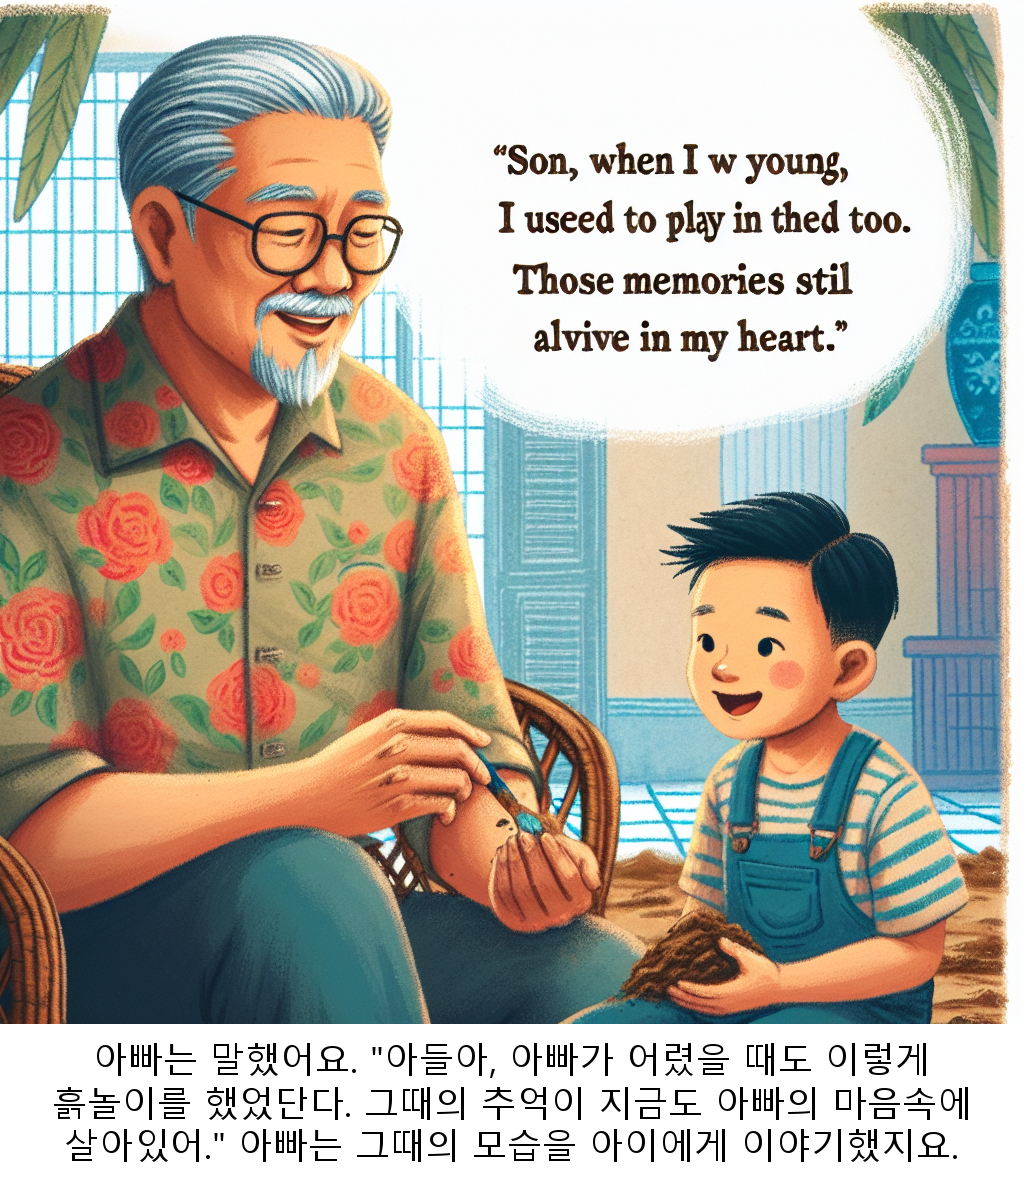 “Son, when I w young,
I useed to play in thed too.
Those memories stil
alvive in my heart.”
아빠는 말했어요. "아들아, 아빠가 어렸을 때도 이렇게
흙놀이를 했었단다. 그때의 추억이 지금도 아빠의 마음속에
살아있어." 아빠는 그때의 모습을 아이에게 이야기했지요.